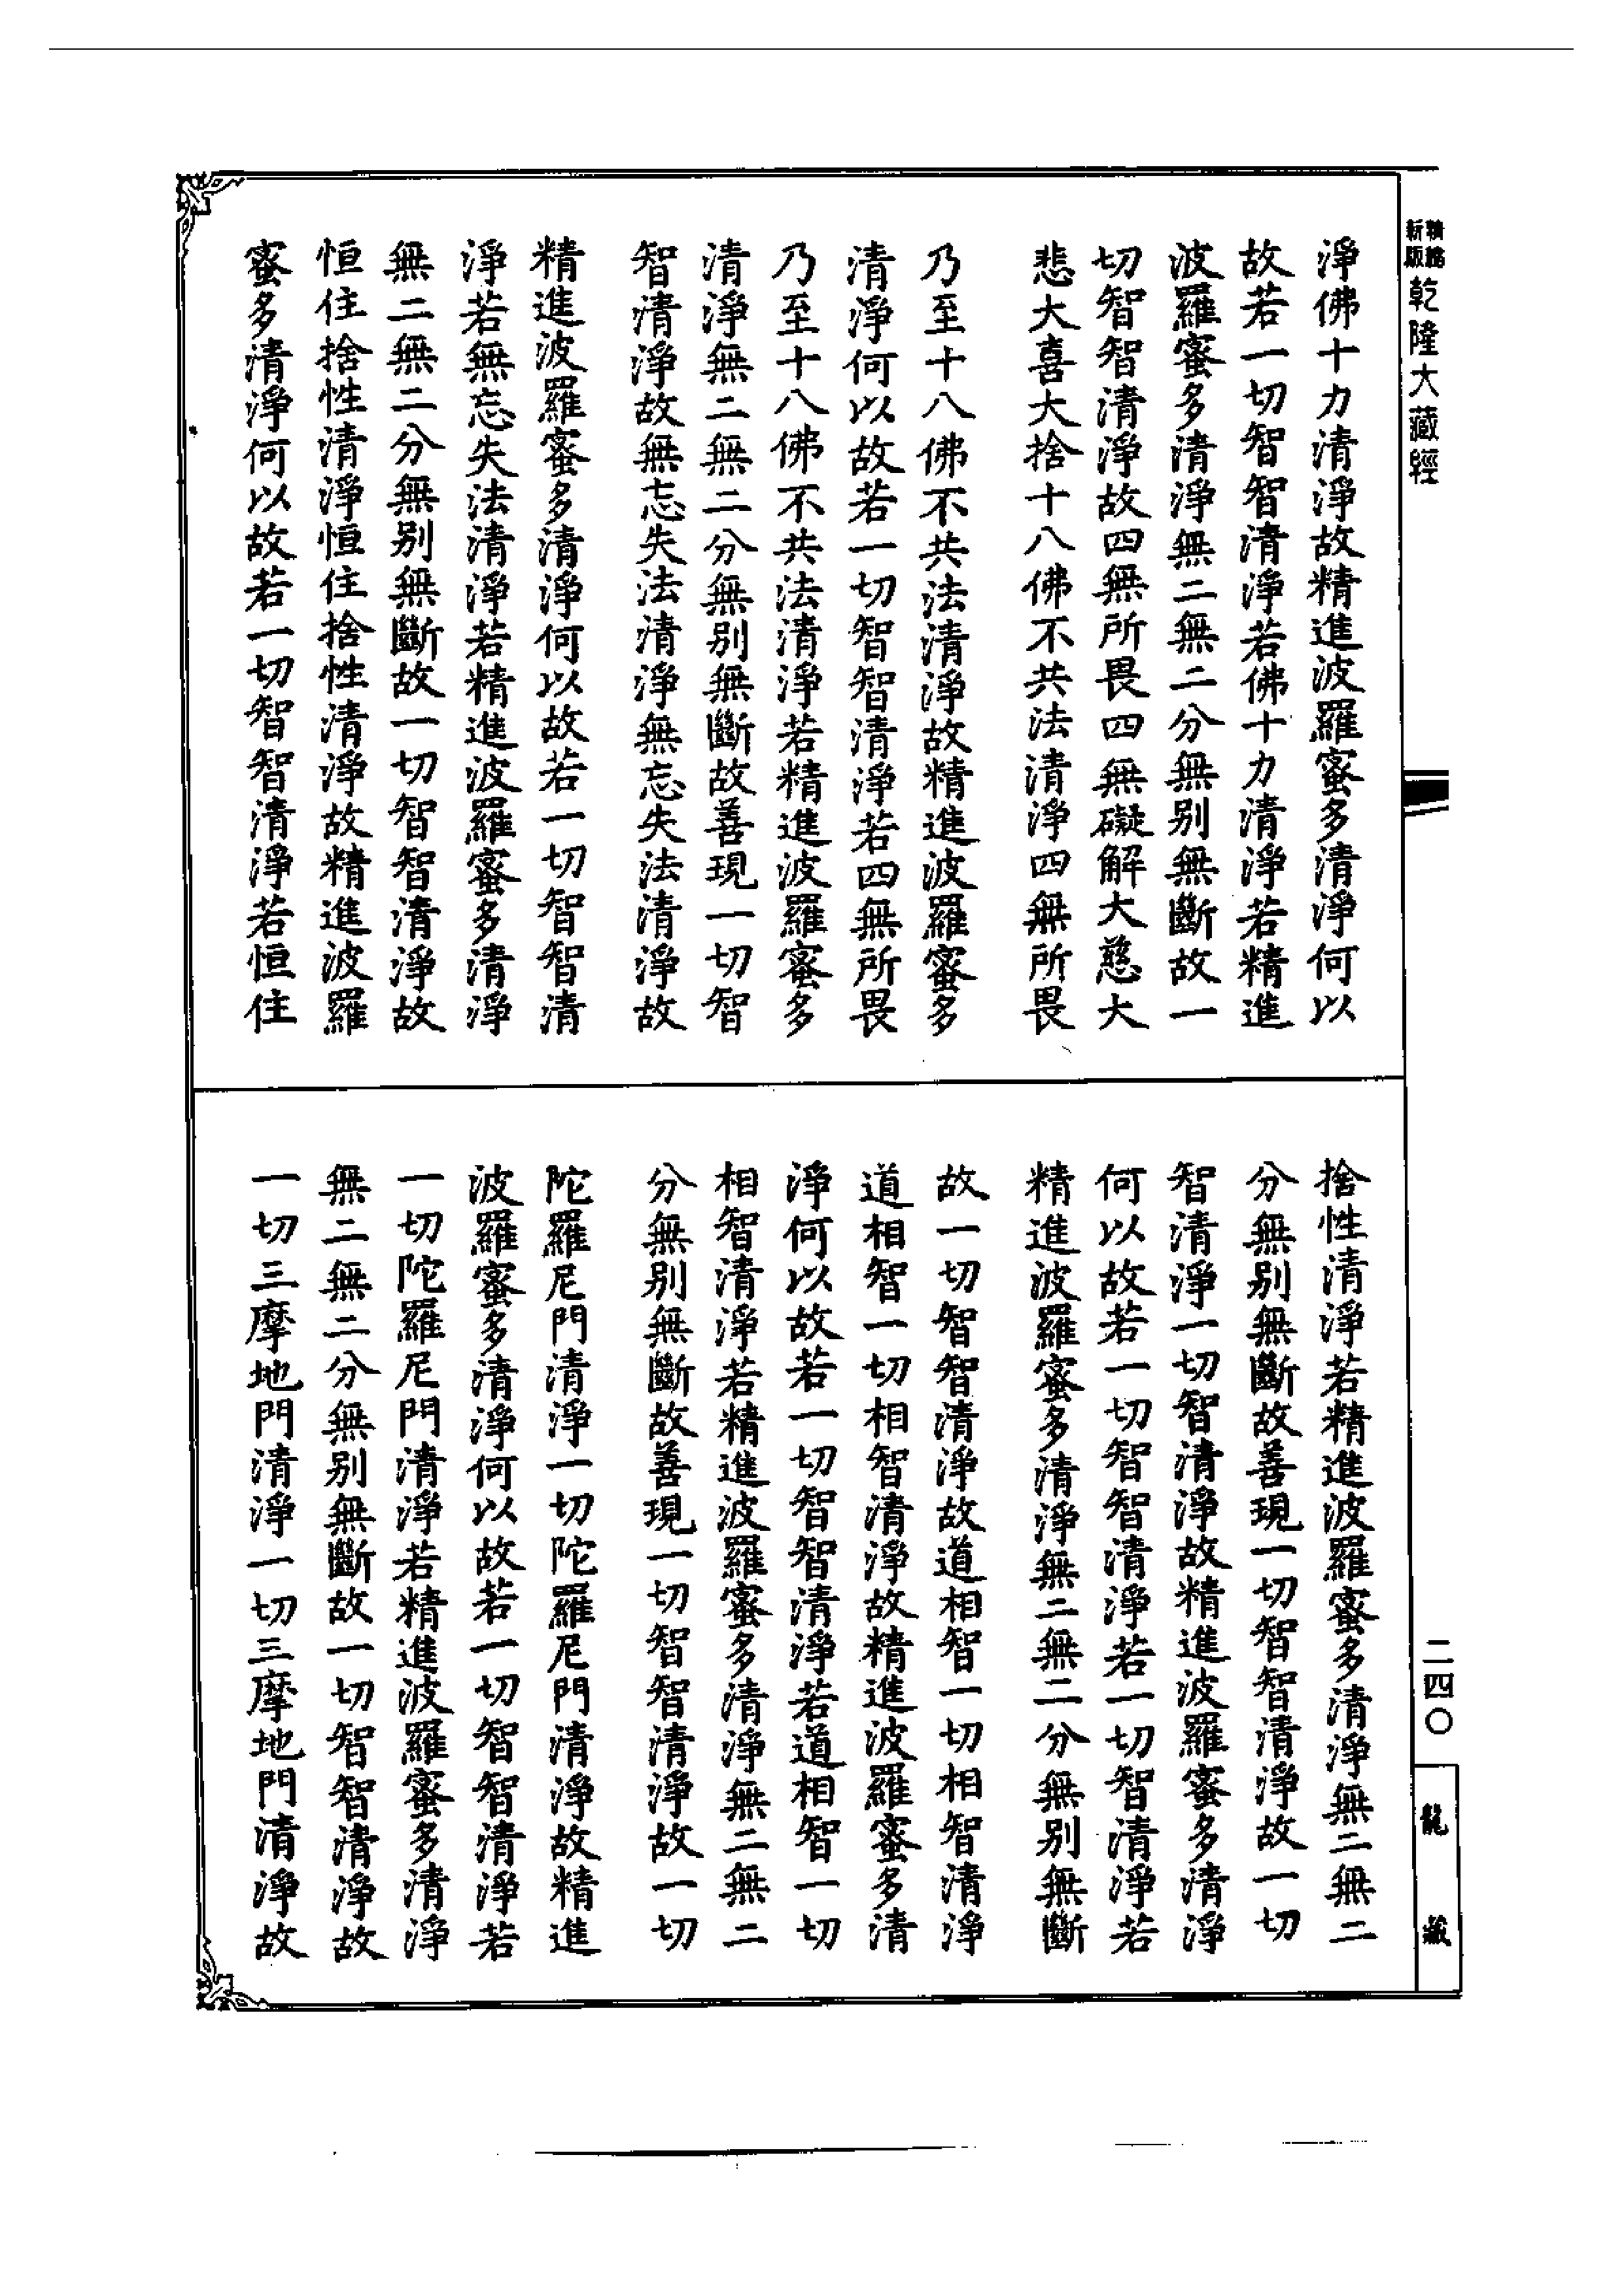 新版
乾隆大藏經
淨佛十力清淨故精進波羅蜜多清淨何以
故若一切智智清淨若佛十力清淨若精進
波羅蜜多清淨無二無二分無別無斷故一
切智智清淨故四無所畏四無礙解大慈大
悲大喜大捨十八佛不共法清淨四無所畏
乃至十八佛不共法清淨故精進波羅蜜多
清淨何以故若一切智智清淨若四無所畏
乃至十八佛不共法清淨若精進波羅蜜多
清淨無二無二分無別無斷故善現一切智
智清淨故無忘失法清淨無忘失法清淨故
精進波羅蜜多清淨何以故若一切智智清
淨若無忘失法清淨若精進波羅蜜多清淨
無二無二分無別無斷故一切智智清淨故
恒住捨性清淨恒住捨性清淨故精進波羅
蜜多清淨何以故若一切智智清淨若恒住
捨性清淨若精進波羅蜜多清淨無二無二
分無別無斷故善現一切智智清淨故一切
智清淨一切智清淨故精進波羅蜜多清淨
何以故若一切智智清淨若一切智清淨若
精進波羅蜜多清淨無二無二分無別無斷
故一切智智清淨故道相智一切相智清淨
道相智一切相智清淨故精進波羅蜜多清
淨何以故若一切智智清淨若道相智一切
相智清淨若精進波羅蜜多清淨無二無二
分無別無斷故善現一切智智清淨故一切
陀羅尼門清淨一切陀羅尼門清淨故精進
波羅蜜多清淨何以故若一切智智清淨若
一切陀羅尼門清淨若精進波羅蜜多清淨
無二無二分無別無斷故一切智智清淨故
一切三摩地門清淨一切三摩地門清淨故
二四〇
龍藏